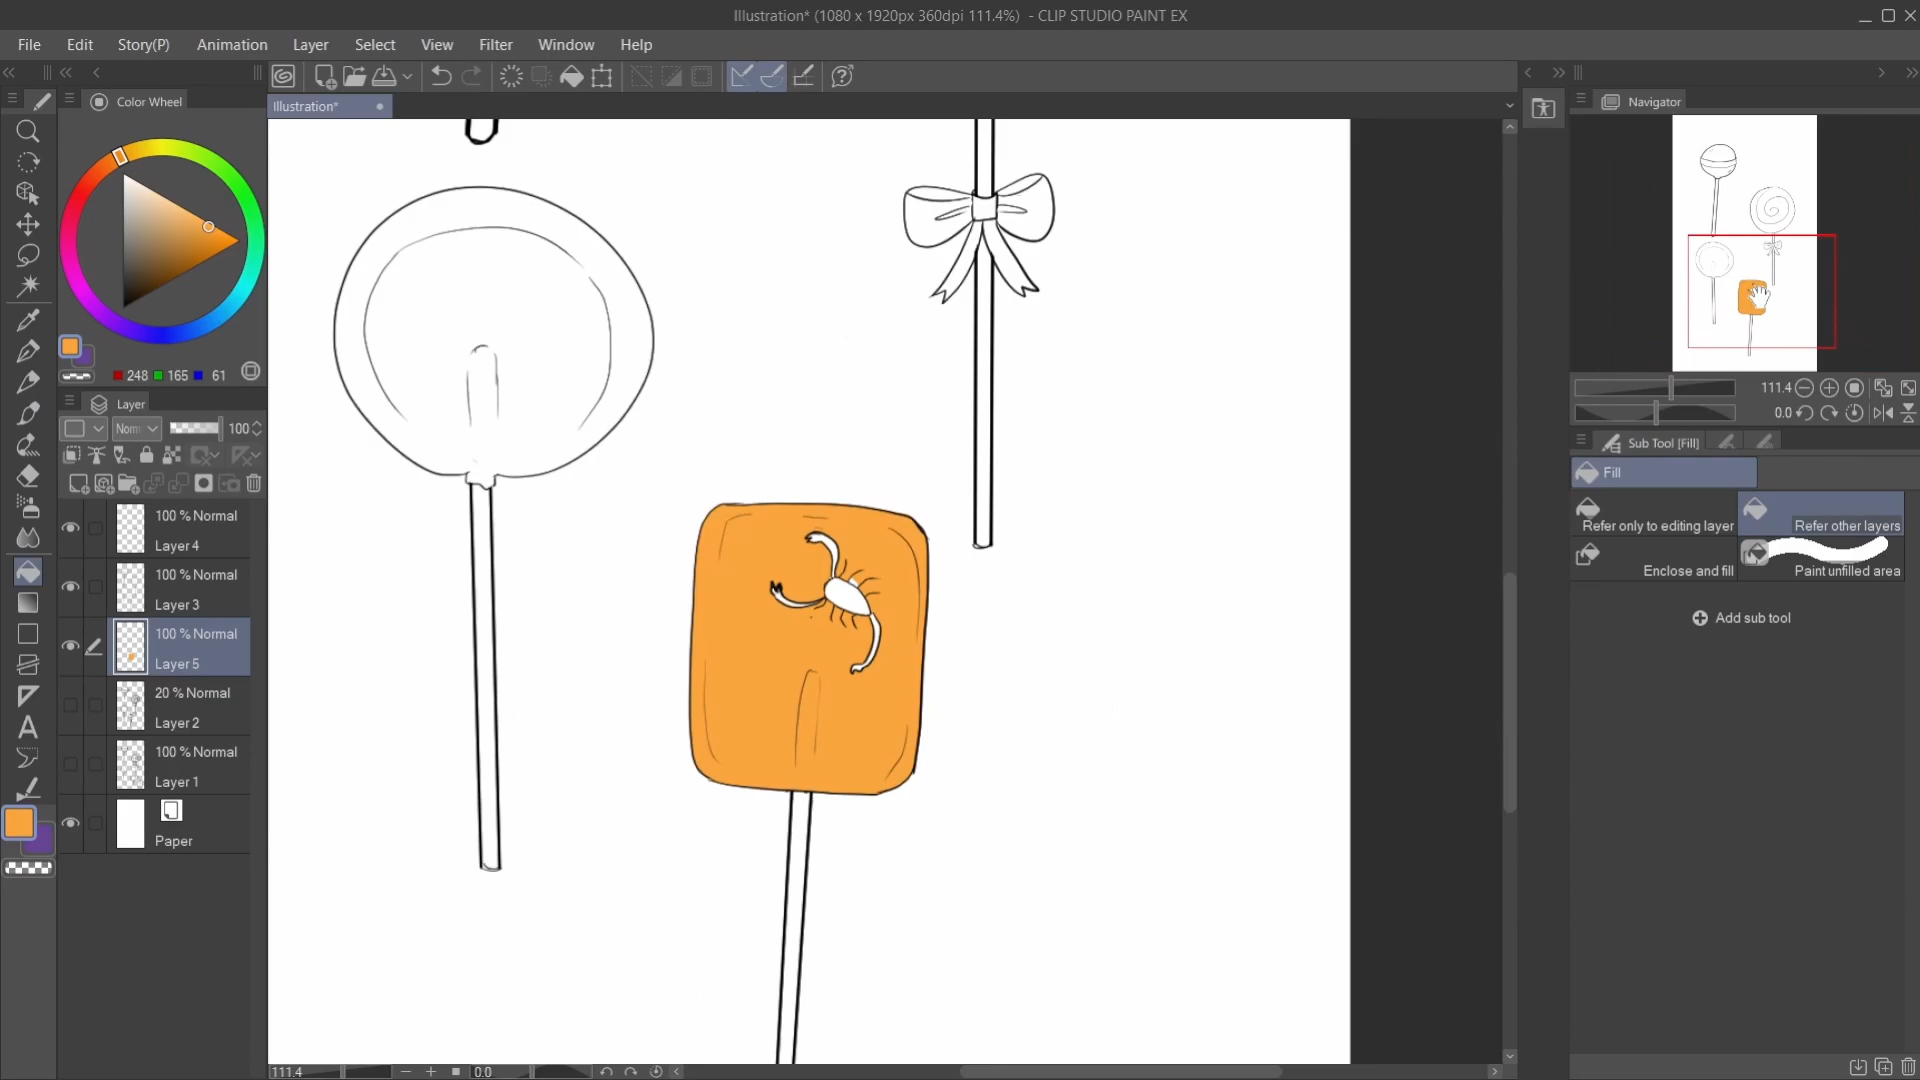 Illustration* (1080 x 1920px 360dpi 111.4%) - CLIP STUDIO PAINT EX
File Edit Story(P) Animation Layer Select View Filter Window Help
Color Wheel
Illustration*
Navigator
248 165 61
111.4
0.0
Layer
Norm 100
Sub Tool [Fill]
Fill
Refer only to editing layer
Refer other layers
Enclose and fill
Paint unfilled area
Add sub tool
100 % Normal
Layer 4
100 % Normal
Layer 3
100 % Normal
Layer 5
20 % Normal
Layer 2
100 % Normal
Layer 1
Paper
111.4 0.0